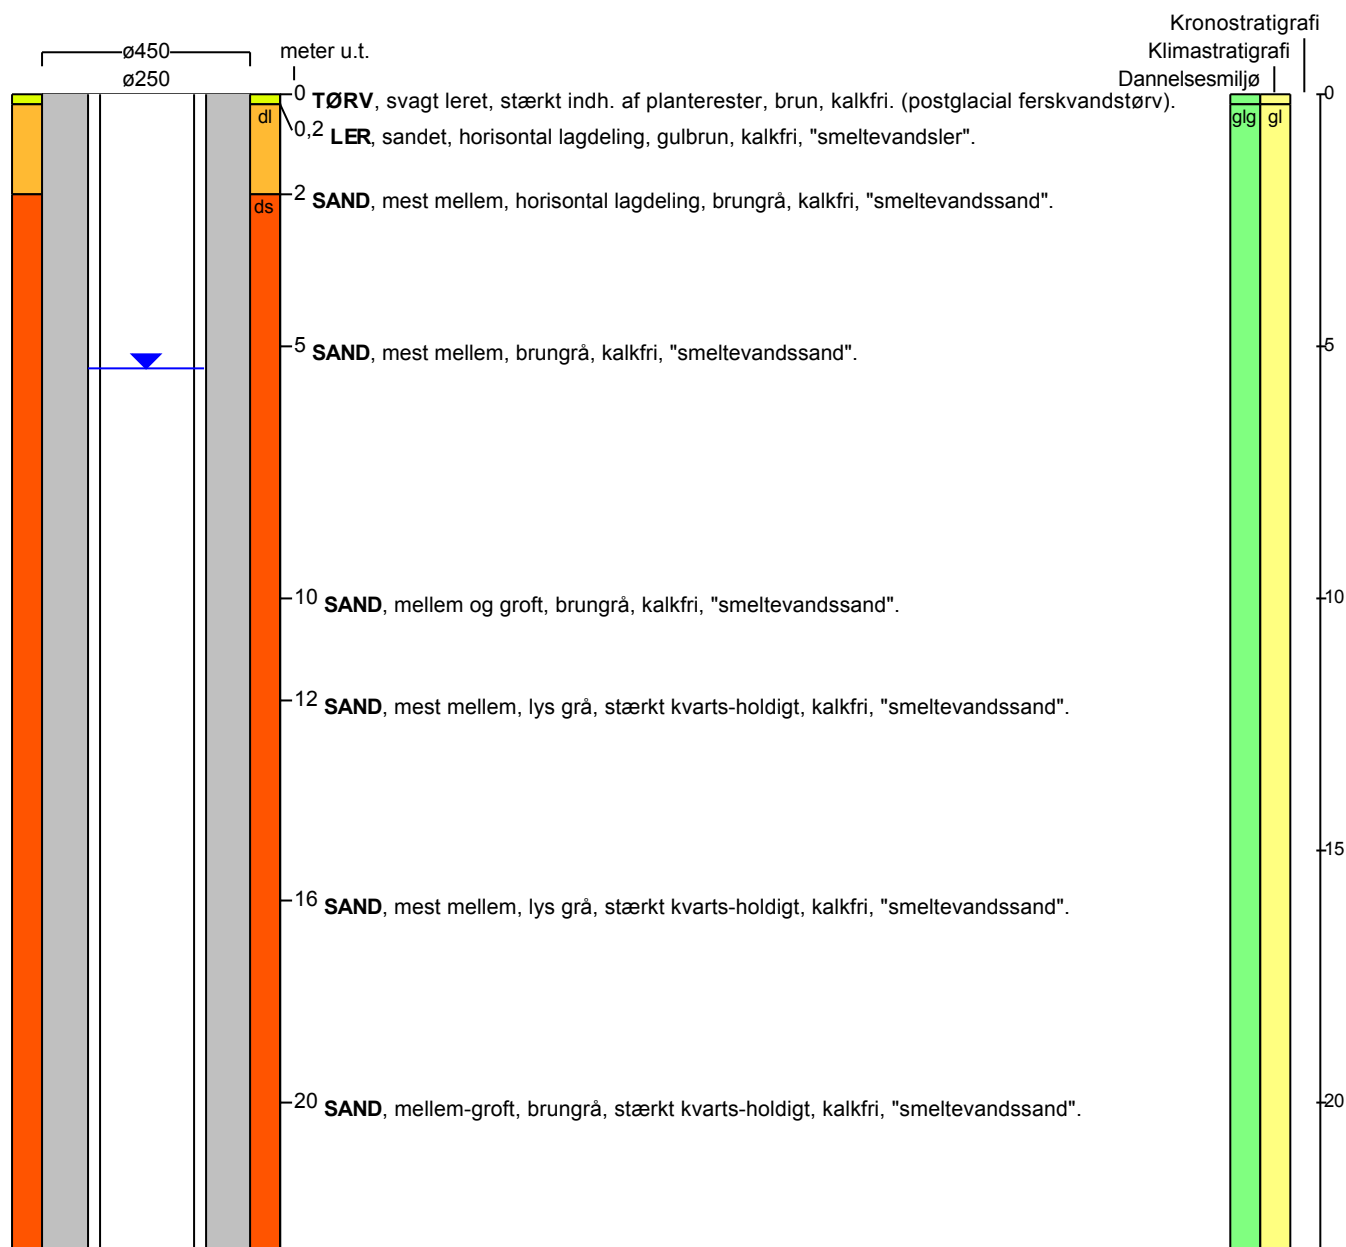 Kronostratigrafi
ø450 meter u.t. Klimastratigrafi
ø250 Dannelsesmiljø
0 TØRV, svagt leret, stærkt indh. af planterester, brun, kalkfri. (postglacial ferskvandstørv). 0
dl glg gl
0,2 LER, sandet, horisontal lagdeling, gulbrun, kalkfri, "smeltevandsler".
2 SAND, mest mellem, horisontal lagdeling, brungrå, kalkfri, "smeltevandssand".
ds
5 SAND, mest mellem, brungrå, kalkfri, "smeltevandssand". 5
10 SAND, mellem og groft, brungrå, kalkfri, "smeltevandssand". 10
12 SAND, mest mellem, lys grå, stærkt kvarts-holdigt, kalkfri, "smeltevandssand".
15
16 SAND, mest mellem, lys grå, stærkt kvarts-holdigt, kalkfri, "smeltevandssand".
20 SAND, mellem-groft, brungrå, stærkt kvarts-holdigt, kalkfri, "smeltevandssand". 20